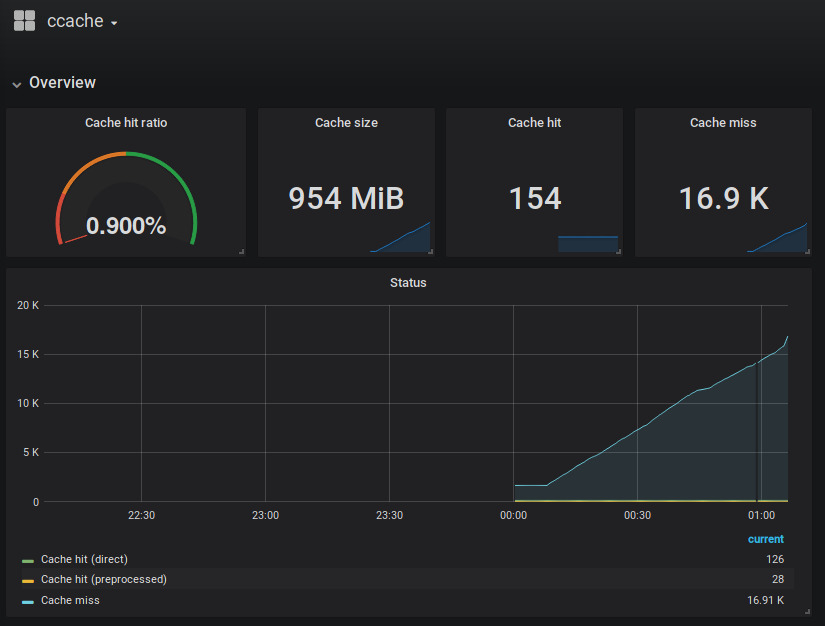 ccache
Overview
Cache hit ratio
0.900%
Cache size
954 MiB
Cache hit
154
Cache miss
16.9 K
Status
20 K
15 K
10 K
5 K
0
22:30 23:00 23:30 00:00 00:30 01:00
current
Cache hit (direct) 126
Cache hit (preprocessed) 28
Cache miss 16.91 K